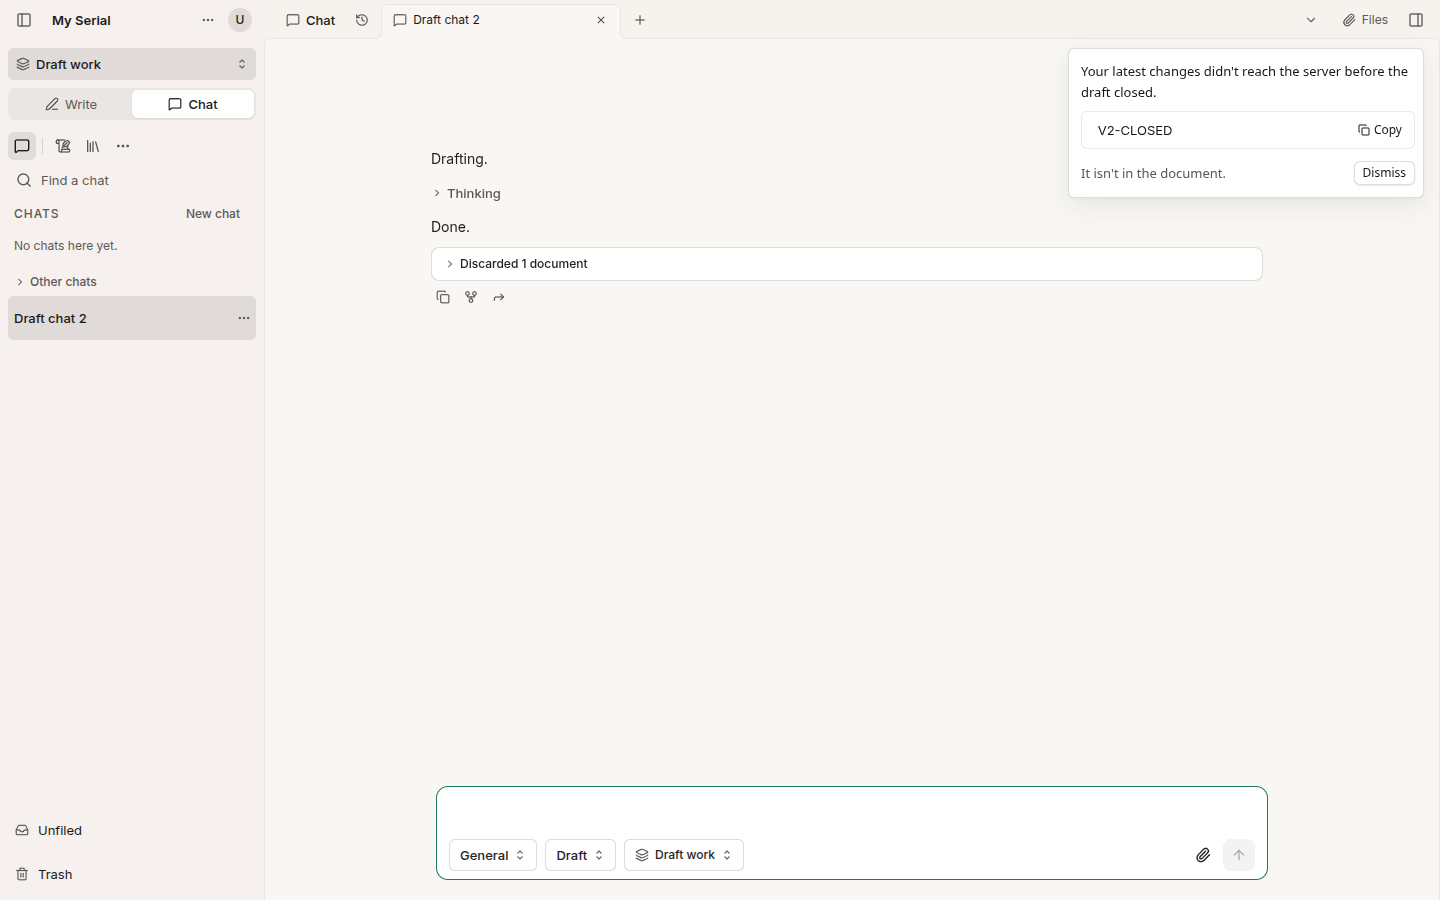 My Serial
U
Chat
Draft chat 2
Files
Draft work
Write
Chat
Find a chat
CHATS
New chat
No chats here yet.
Other chats
Draft chat 2
Unfiled
Trash
Drafting.
Thinking
Done.
Discarded 1 document
Your latest changes didn't reach the server before the
draft closed.
V2-CLOSED
Copy
It isn't in the document.
Dismiss
General
Draft
Draft work